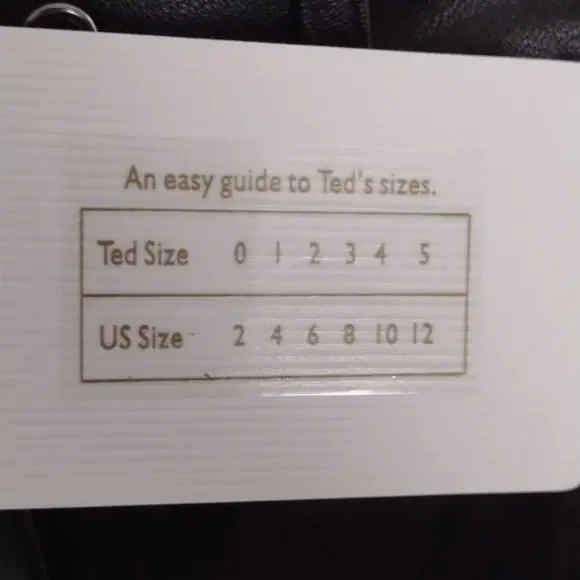 An easy guide to Ted's sizes.
Ted Size 0 1 2 3 4 5
US Size 2 4 6 8 10 12